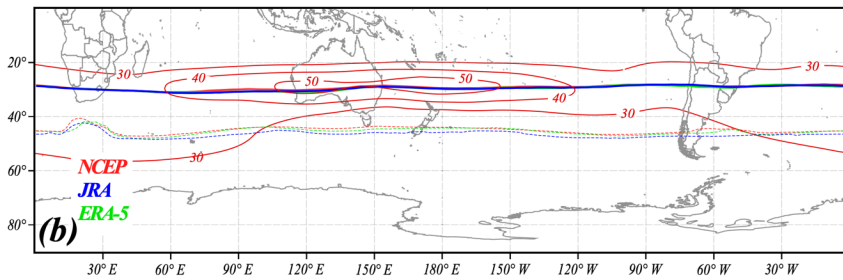 30
30
40
50
50
40
30
30
20°
40°
60°
80°
NCEP
JRA
ERA-5
(b)
30° E
60° E
90° E
120° E
150° E
180° E
150° W
120° W
90° W
60° W
30° W